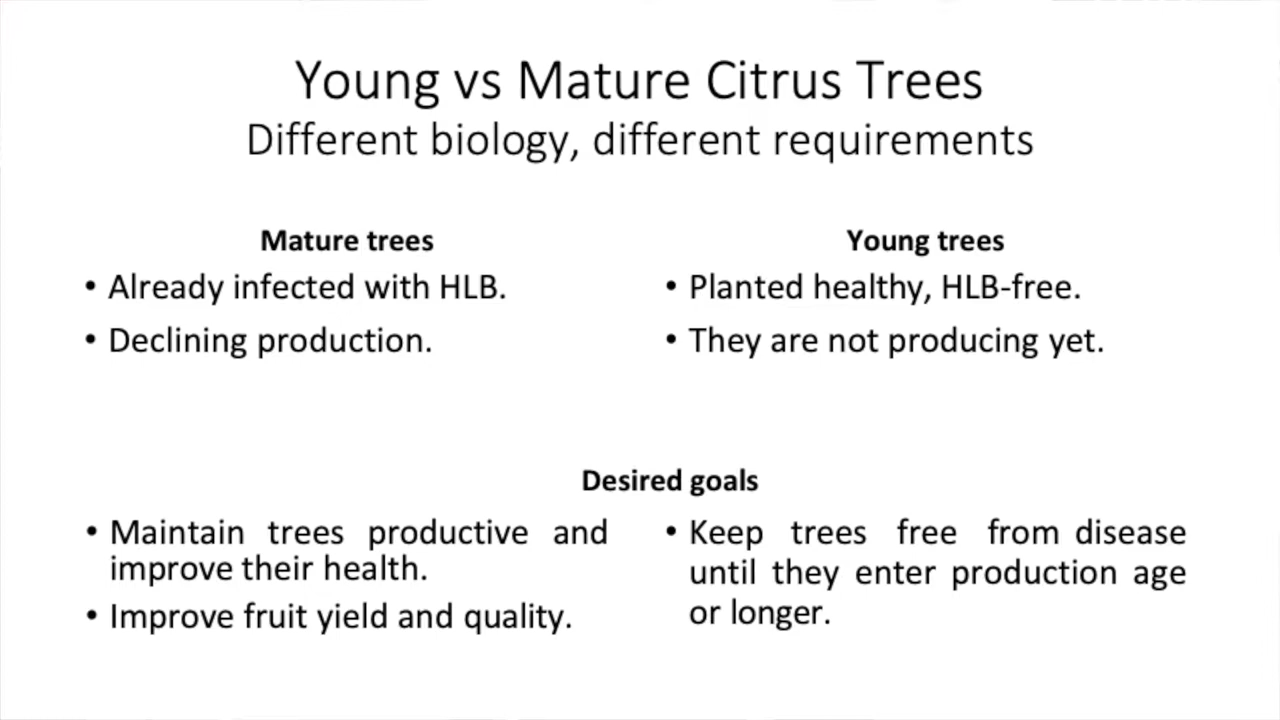 Young vs Mature Citrus Trees
Different biology, different requirements
Mature trees
• Already infected with HLB.
• Declining production.
Young trees
• Planted healthy, HLB-free.
• They are not producing yet.
Desired goals
• Maintain trees productive and
improve their health.
• Improve fruit yield and quality.
• Keep trees free from disease
until they enter production age
or longer.